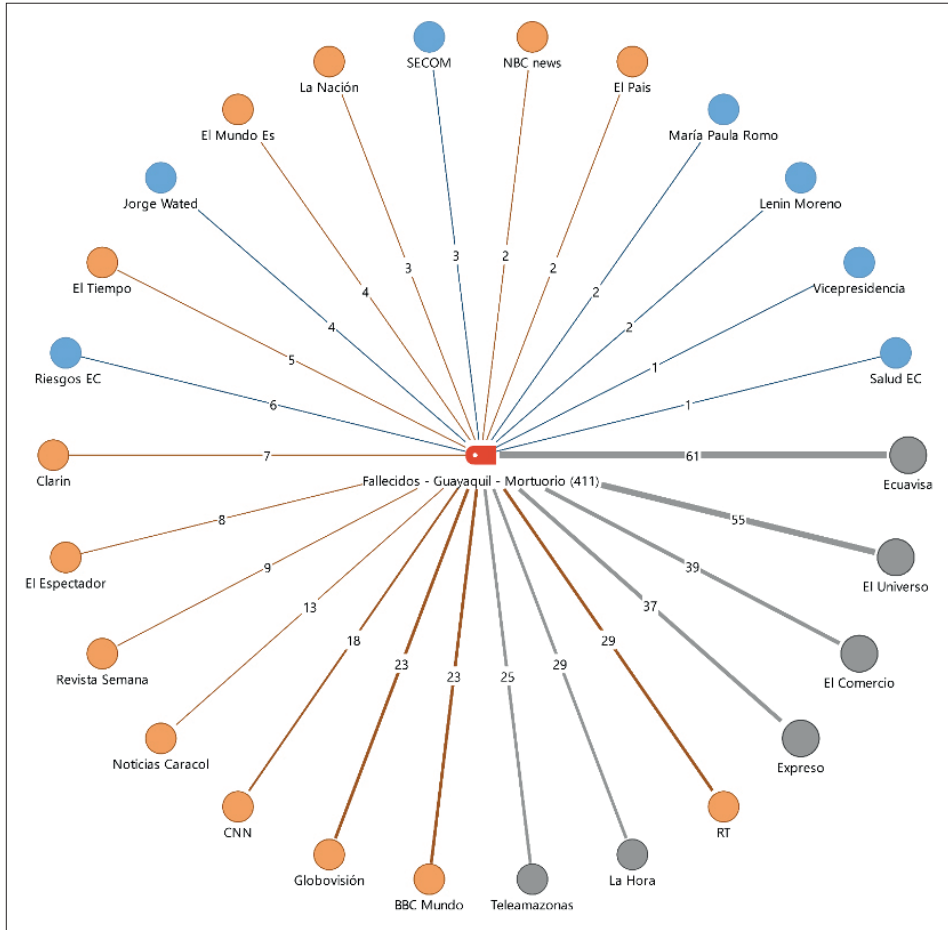 SECOM
NBC news
La Nación
El Pais
El Mundo Es
María Paula Romo
Jorge Wated
Lenin Moreno
El Tiempo
Vicepresidencia
3
2
3
2
4
2
4
2
5
1
Riesgos EC
Salud EC
6
1
Clarin
7
61
Ecuavisa
Fallecidos - Guayaquil - Mortuorio (411)
8
55
El Espectador
El Universo
9
39
13
37
Revista Semana
El Comercio
18
29
23
23
25
29
Noticias Caracol
Expreso
CNN
RT
Globovisión
La Hora
BBC Mundo
Teleamazonas